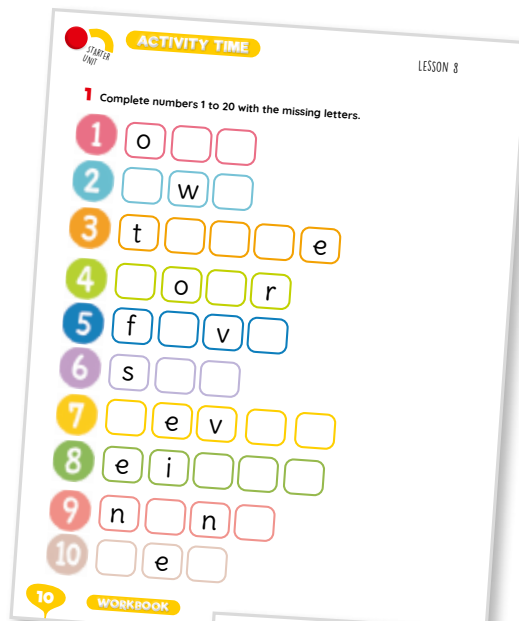 STARTER
UNIT
ACTIVITY TIME
LESSON 8
1 Complete numbers 1 to 20 with the missing letters.
1 o
2 w
3 t e
4 o r
5 f v
6 s
7 e v
8 e i
9 n n
10 e
10
WORKBOOK